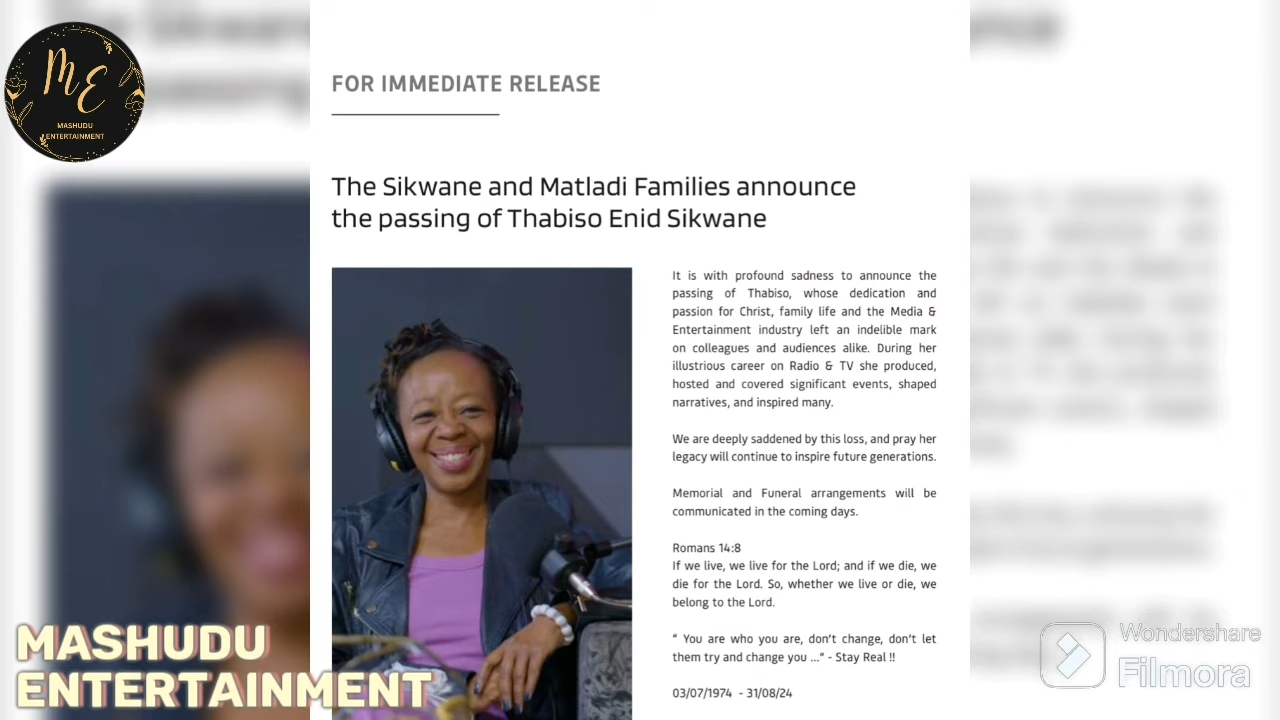 ME
MASHUDU
ENTERTAINMENT
FOR IMMEDIATE RELEASE
The Sikwane and Matladi Families announce
the passing of Thabiso Enid Sikwane
It is with profound sadness to announce the
passing of Thabiso, whose dedication and
passion for Christ, family life and the Media &
Entertainment industry left an indelible mark
on colleagues and audiences alike. During her
illustrious career on Radio & TV she produced,
hosted and covered significant events, shaped
narratives, and inspired many.
We are deeply saddened by this loss, and pray her
legacy will continue to inspire future generations.
Memorial and Funeral arrangements will be
communicated in the coming days.
Romans 14:8
If we live, we live for the Lord; and if we die, we
die for the Lord. So, whether we live or die, we
belong to the Lord.
“ You are who you are, don’t change, don’t let
them try and change you ...” - Stay Real !!
03/07/1974 - 31/08/24
MASHUDU
ENTERTAINMENT
Wondershare
Filmora